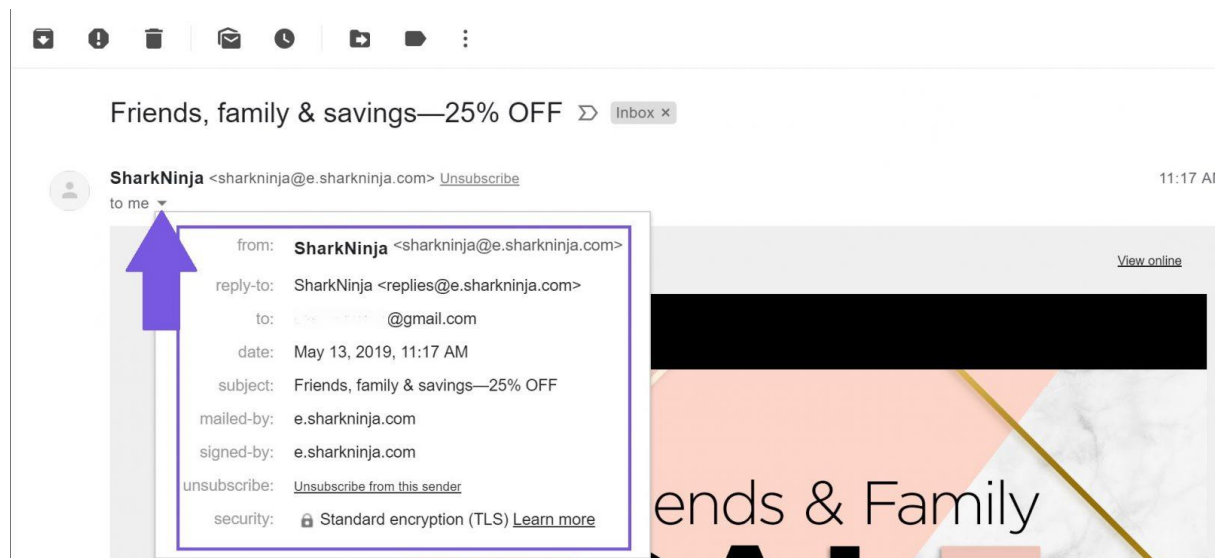 Friends, family & savings—25% OFF Inbox ×
SharkNinja <sharkninja@e.sharkninja.com> Unsubscribe 11:17 AM
to me
View online
from: SharkNinja <sharkninja@e.sharkninja.com>
reply-to: SharkNinja <replies@e.sharkninja.com>
to: @gmail.com
date: May 13, 2019, 11:17 AM
subject: Friends, family & savings—25% OFF
mailed-by: e.sharkninja.com
signed-by: e.sharkninja.com
unsubscribe: Unsubscribe from this sender
security: Standard encryption (TLS) Learn more
ends & Family